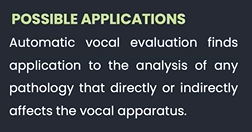 POSSIBLE APPLICATIONS
Automatic vocal evaluation finds
application to the analysis of any
pathology that directly or indirectly
affects the vocal apparatus.